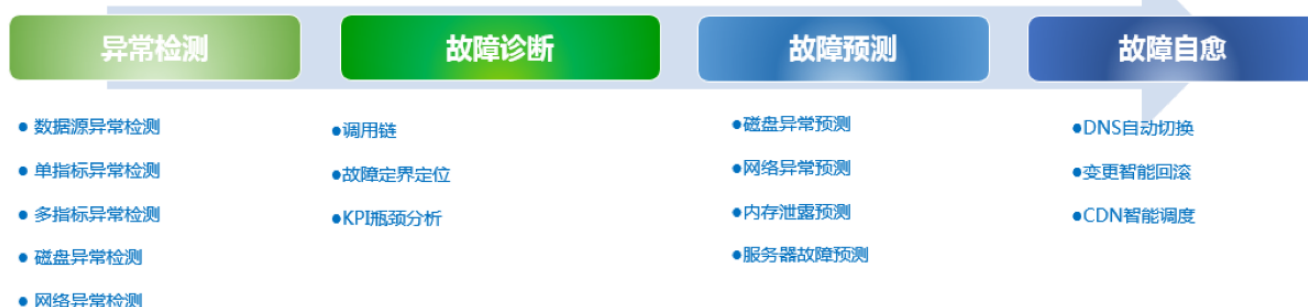 异常检测
故障诊断
故障预测
故障自愈
● 数据源异常检测
● 单指标异常检测
● 多指标异常检测
● 磁盘异常检测
● 网络异常检测
●调用链
●故障定界定位
●KPI瓶颈分析
●磁盘异常预测
●网络异常预测
●内存泄露预测
●服务器故障预测
●DNS自动切换
●变更智能回滚
●CDN智能调度